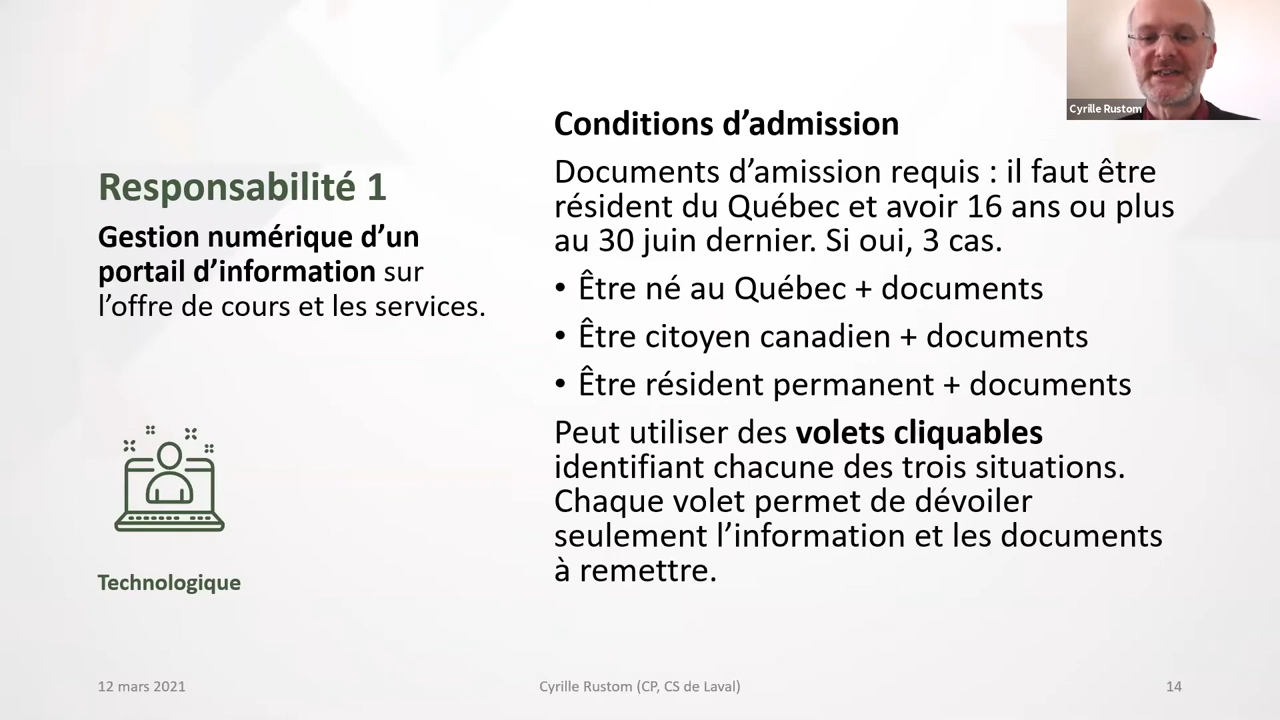 Cyrille Rustom
Responsabilité 1
Gestion numérique d’un
portail d’information sur
l’offre de cours et les services.
Technologique
Conditions d’admission
Documents d’amission requis : il faut être
résident du Québec et avoir 16 ans ou plus
au 30 juin dernier. Si oui, 3 cas.
• Être né au Québec + documents
• Être citoyen canadien + documents
• Être résident permanent + documents
Peut utiliser des volets cliquables
identifiant chacune des trois situations.
Chaque volet permet de dévoiler
seulement l’information et les documents
à remettre.
12 mars 2021
Cyrille Rustom (CP, CS de Laval)
14